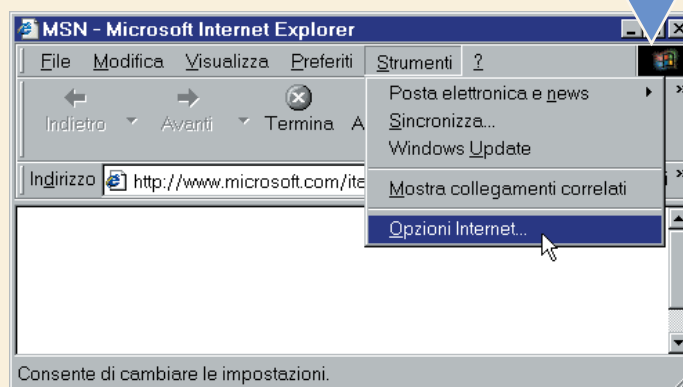 MSN - Microsoft Internet Explorer
File Modifica Visualizza Preferiti Strumenti ?
Indietro Avanti Termina A
Indirizzo http://www.microsoft.com/ite
Posta elettronica e news
Sincronizza...
Windows Update
Mostra collegamenti correlati
Opzioni Internet...
Consente di cambiare le impostazioni.